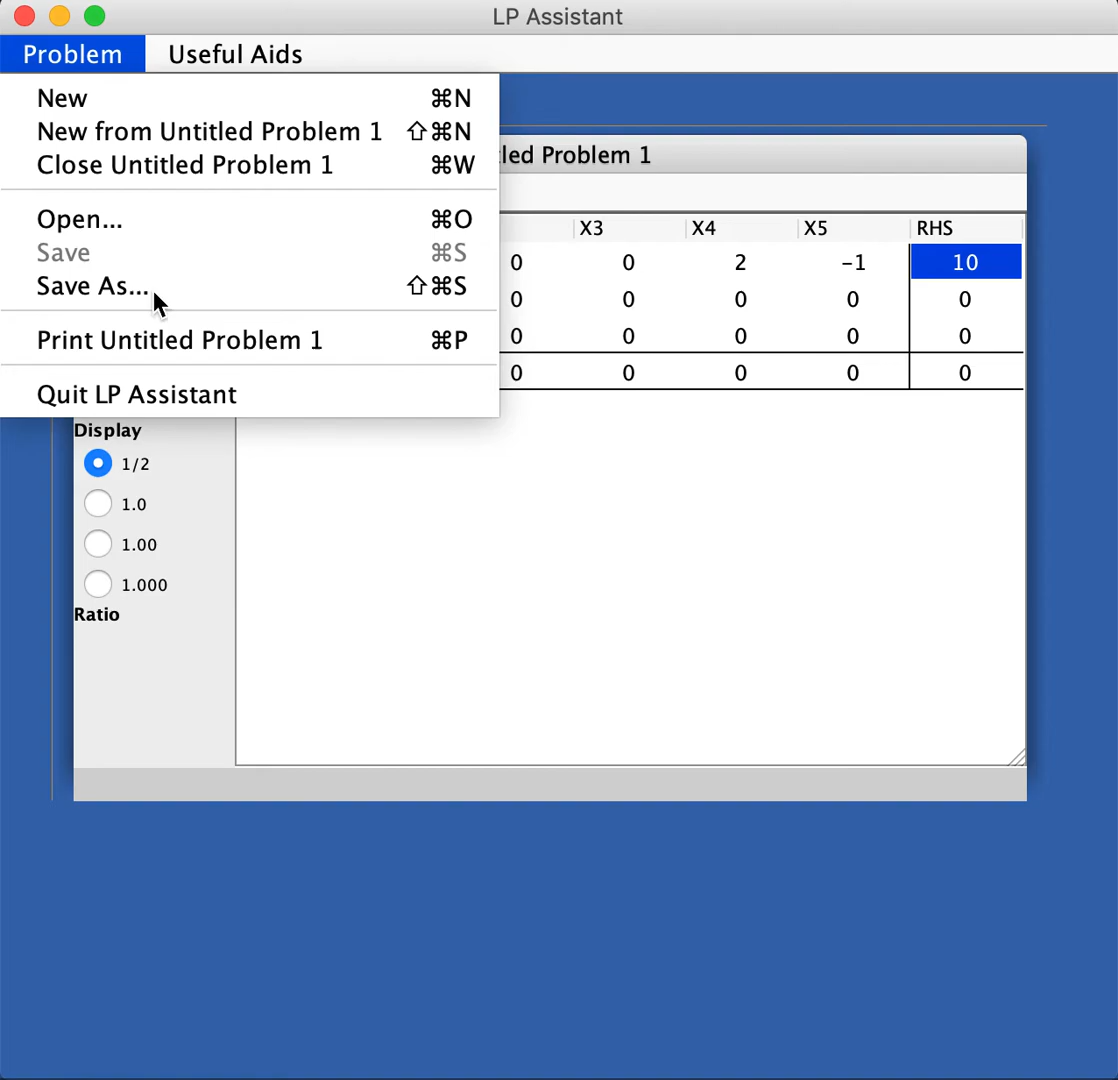 LP Assistant
Problem Useful Aids
New ⌘N
New from Untitled Problem 1 ⇧⌘N
Close Untitled Problem 1 ⌘W
Open... ⌘O
Save ⌘S
Save As... ⇧⌘S
Print Untitled Problem 1 ⌘P
Quit LP Assistant
tled Problem 1
X3 X4 X5 RHS
0 0 2 −1 10
0 0 0 0 0
0 0 0 0 0
0 0 0 0 0
Display
1/2
1.0
1.00
1.000
Ratio